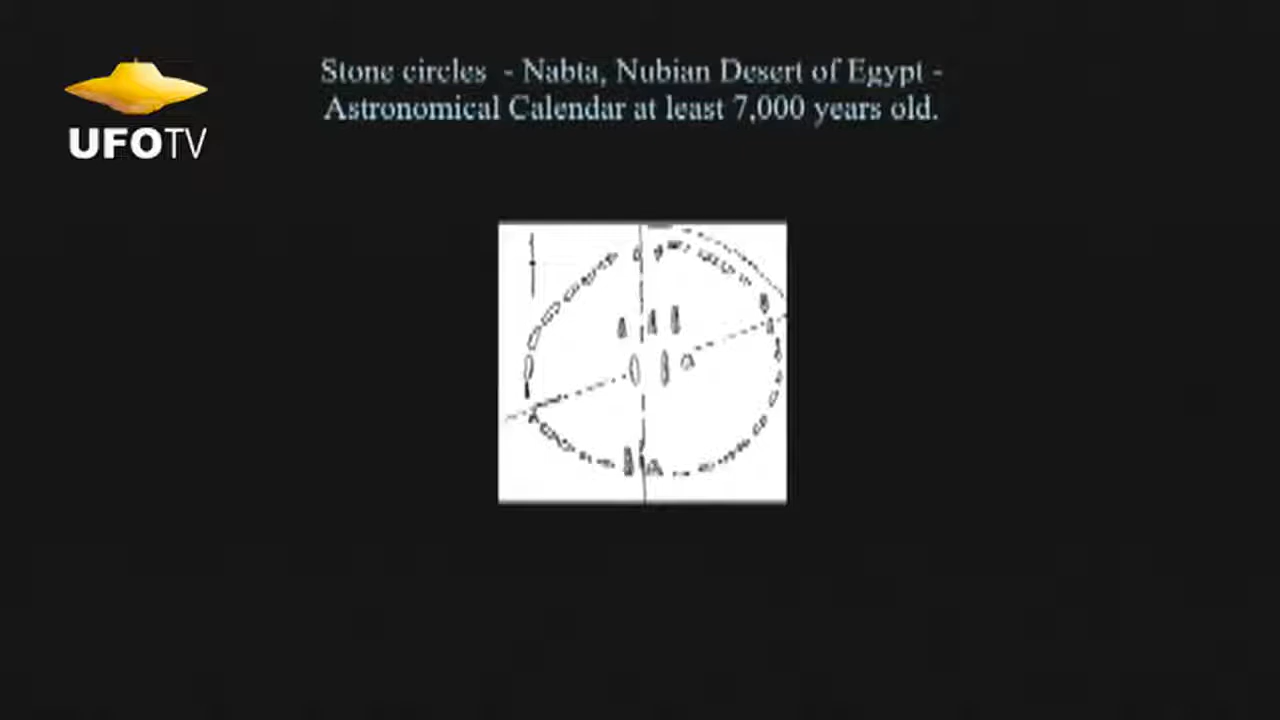 Stone circles - Nabta, Nubian Desert of Egypt -
Astronomical Calendar at least 7,000 years old.
UFOTV